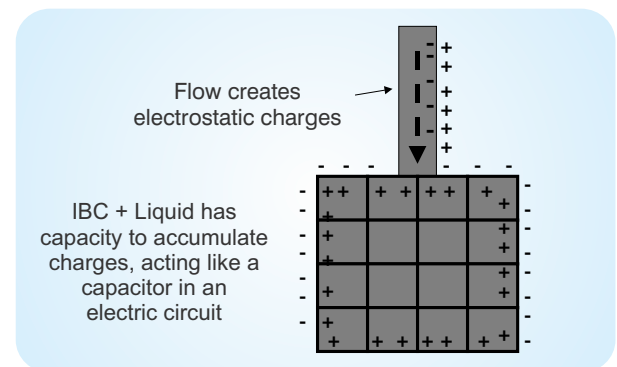 Flow creates
electrostatic charges
IBC + Liquid has
capacity to accumulate
charges, acting like a
capacitor in an
electric circuit